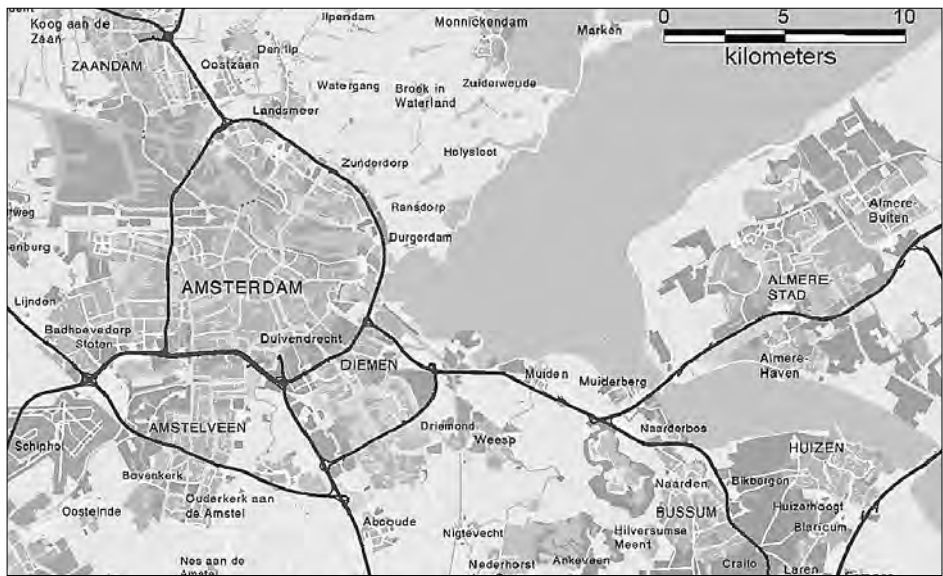 Ilpendam
Monnickendam
Marken
0 5 10
kilometers
Koog aan de
Zaan
ZAANDAM
Oostzaan
Den Ilp
Watergang
Broek in
Waterland
Zuiderwoude
Landsmeer
Zunderdorp
Holysloot
Ransdorp
Durgerdam
Almere-
Buiten
AMSTERDAM
ALMERE-
STAD
Lijnden
Badhoevedorp
Sloten
Duivendrecht
DIEMEN
Muiden
Muiderberg
Almere-
Haven
AMSTELVEEN
Driemond
Weesp
Naarderbos
HUIZEN
Schiphol
Bovenkerk
Ouderkerk aan
de Amstel
Naarden
Bikbergen
Huizerhoogt
Blaricum
Oosteinde
Abcoude
Nigtevecht
BUSSUM
Hilversumse
Meent
Nes aan de
Amstel
Nederhorst
Ankeveen
Crailo
Laren